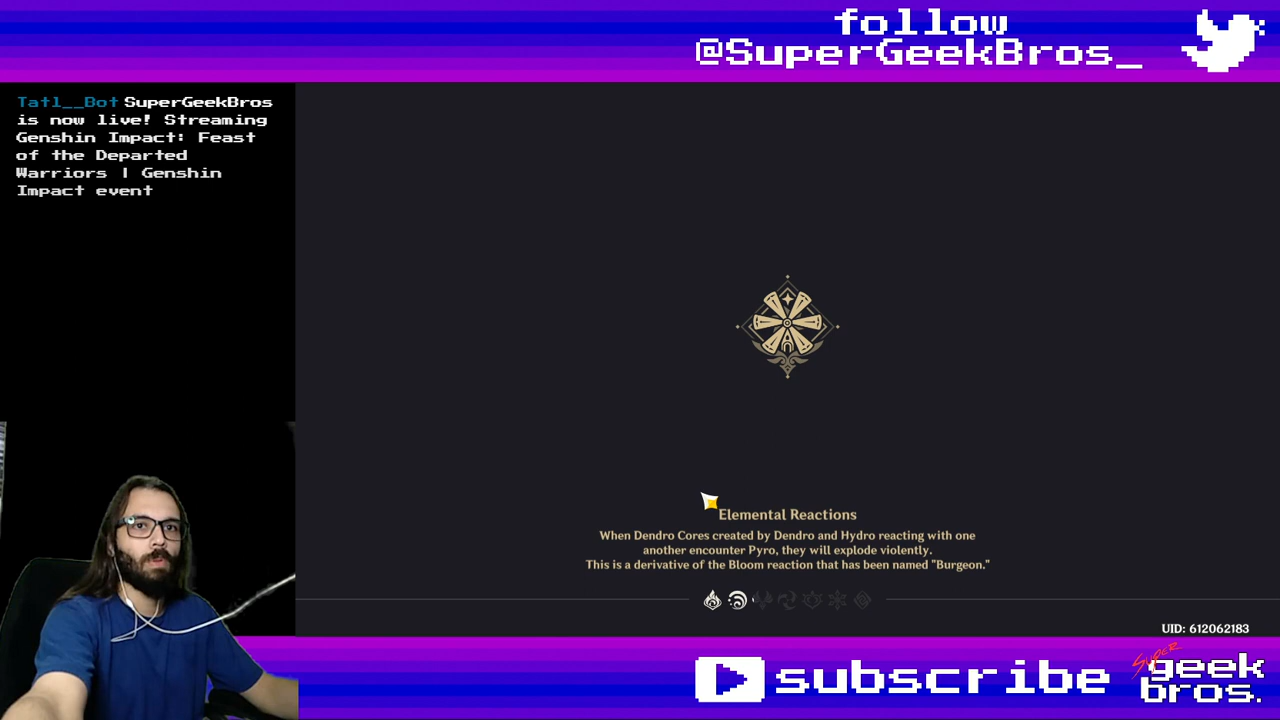 follow
@SuperGeekBros_
Tatl__Bot SuperGeekBros
is now live! Streaming
Genshin Impact: Feast
of the Departed
Warriors | Genshin
Impact event
Elemental Reactions
When Dendro Cores created by Dendro and Hydro reacting with one
another encounter Pyro, they will explode violently.
This is a derivative of the Bloom reaction that has been named "Burgeon."
UID: 612062183
subscribe
SUPER
geek
bros.